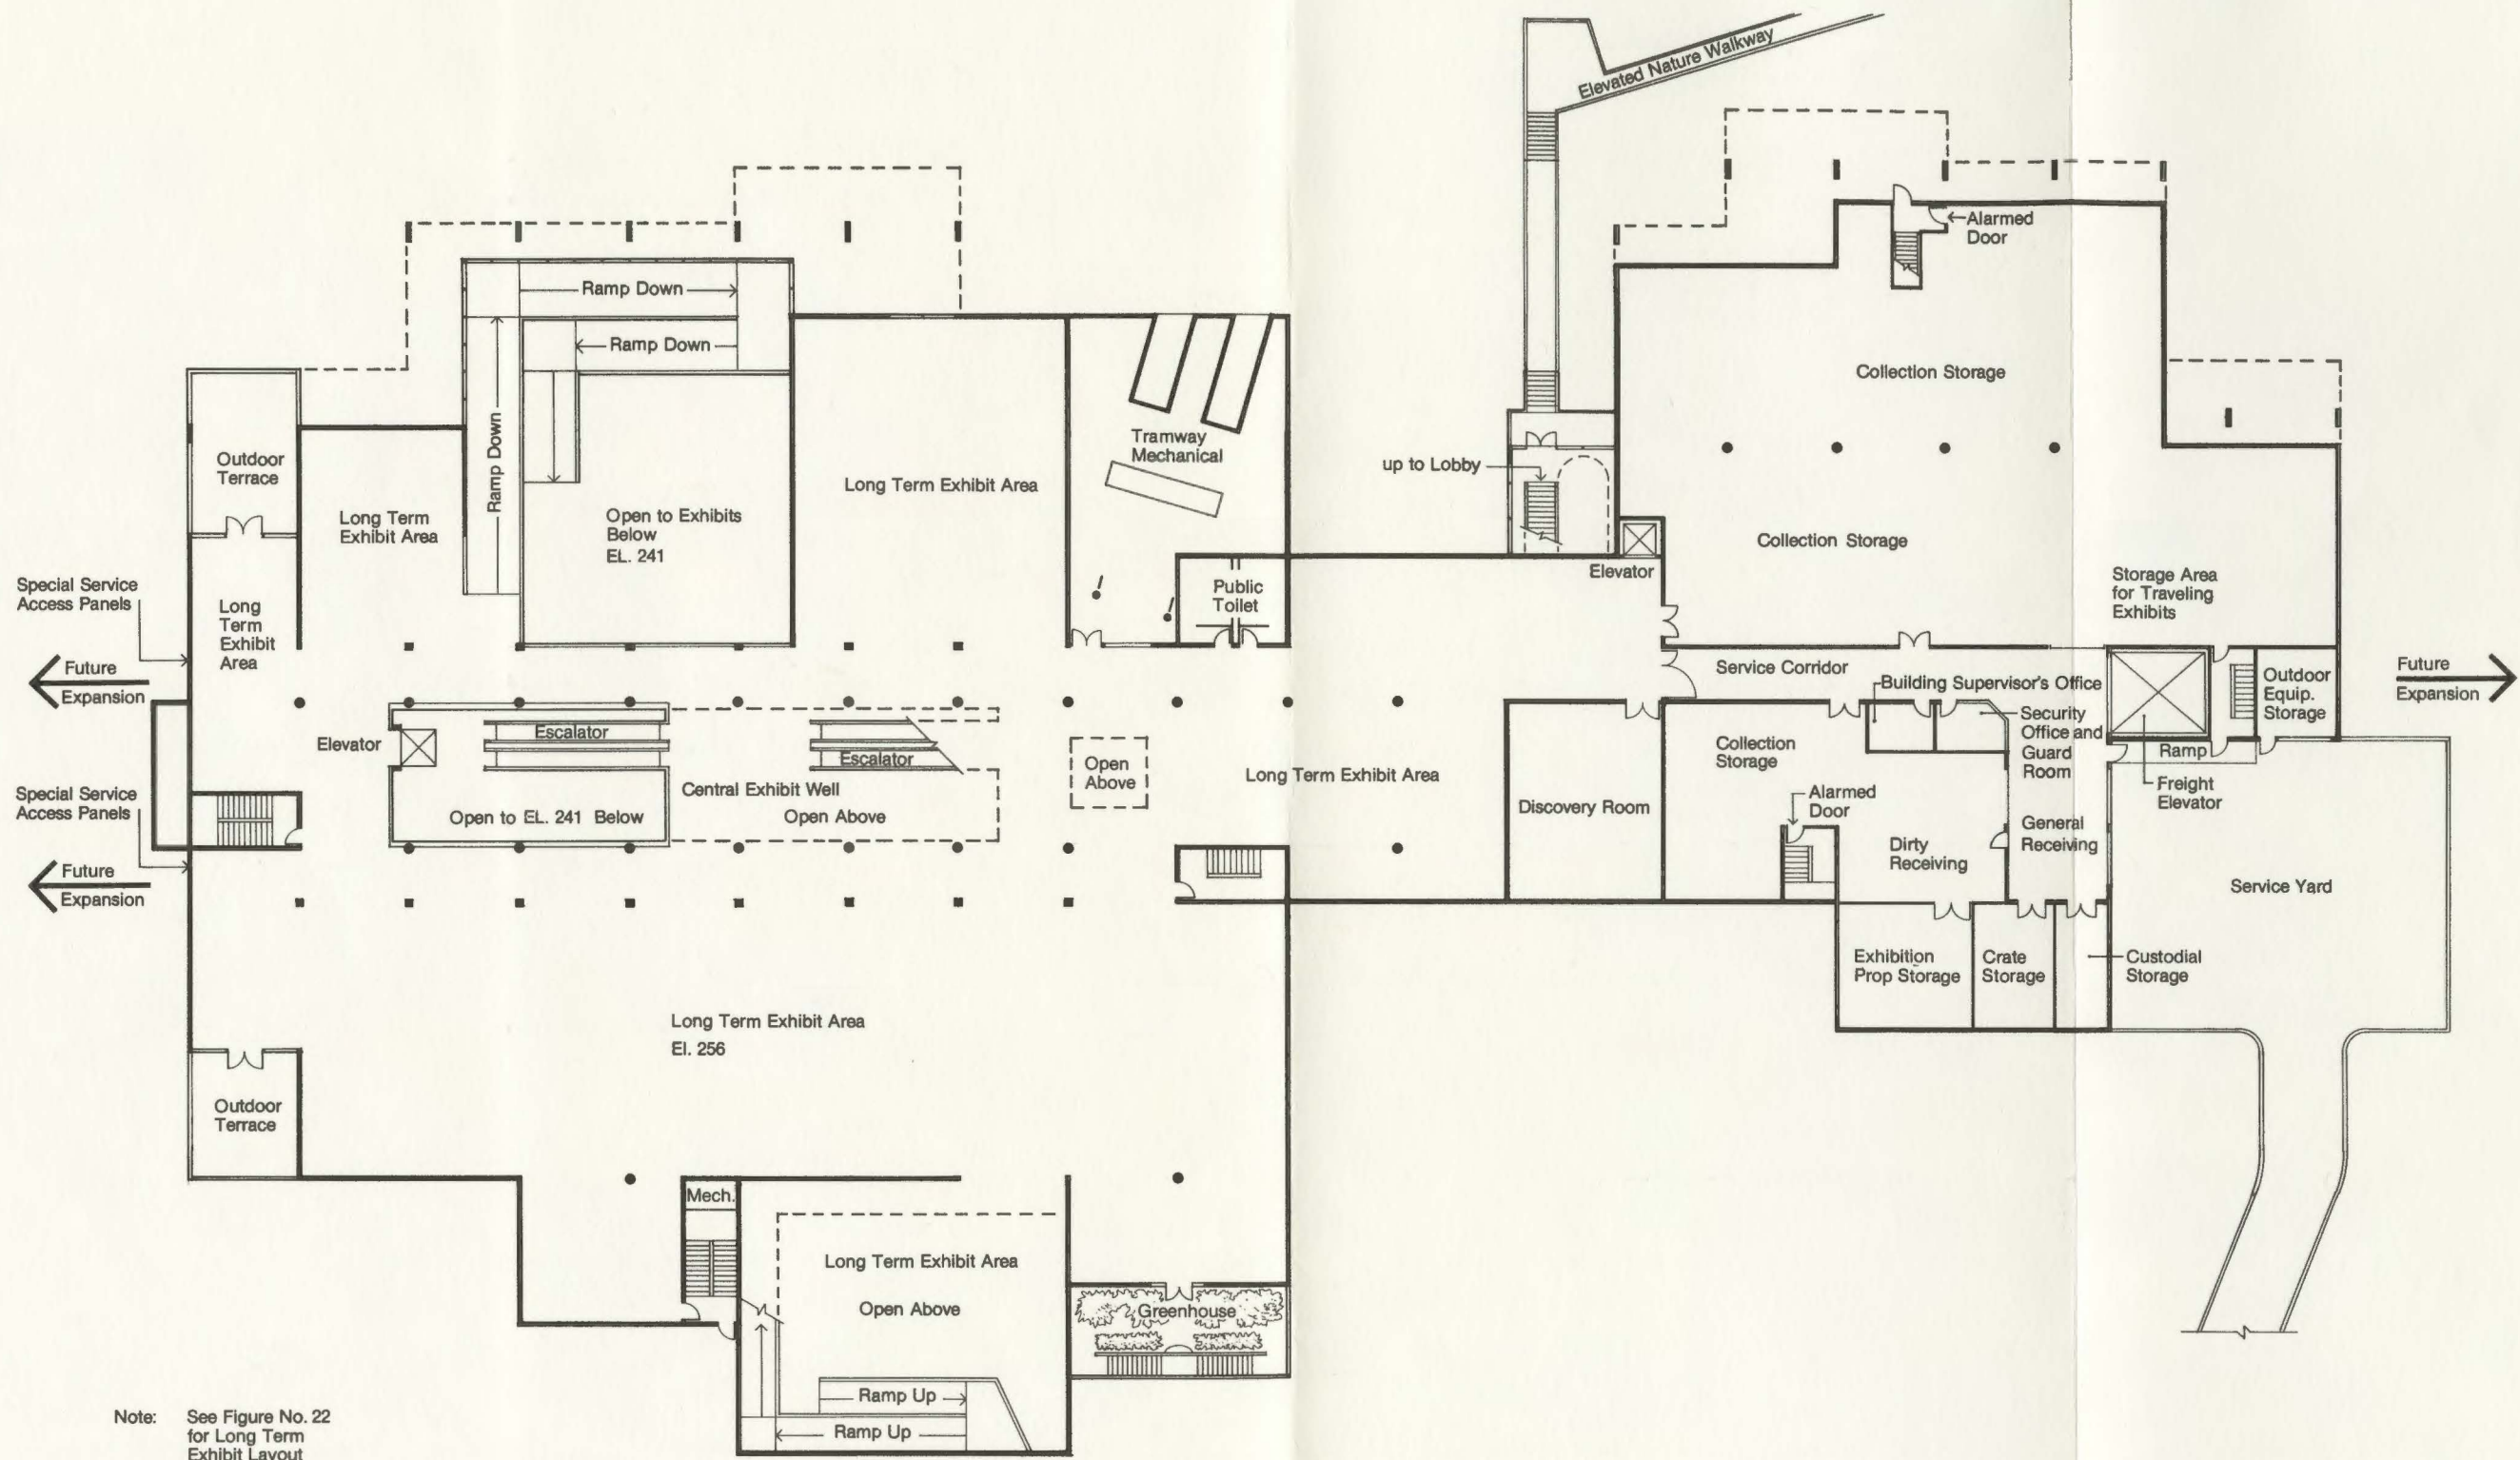 Elevated Nature Walkway
Alarmed
Door
Ramp Down
Ramp Down
Ramp Down
Collection Storage
Outdoor
Terrace
Long Term
Exhibit Area
Open to Exhibits
Below
EL. 241
Long Term Exhibit Area
Tramway
Mechanical
up to Lobby
Collection Storage
Elevator
Public
Toilet
Storage Area
for Traveling
Exhibits
Special Service
Access Panels
Long
Term
Exhibit
Area
Future
Expansion
Service Corridor
Building Supervisor's Office
Security
Office and
Guard
Room
Outdoor
Equip.
Storage
Future
Expansion
Elevator
Escalator
Escalator
Central Exhibit Well
Open to EL. 241 Below
Open Above
Open
Above
Long Term Exhibit Area
Discovery Room
Collection
Storage
Alarmed
Door
Ramp
Freight
Elevator
General
Receiving
Dirty
Receiving
Service Yard
Special Service
Access Panels
Future
Expansion
Exhibition
Prop Storage
Crate
Storage
Custodial
Storage
Long Term Exhibit Area
El. 256
Outdoor
Terrace
Mech.
Long Term Exhibit Area
Open Above
Greenhouse
Ramp Up
Ramp Up
Note: See Figure No. 22
for Long Term
Exhibit Layout